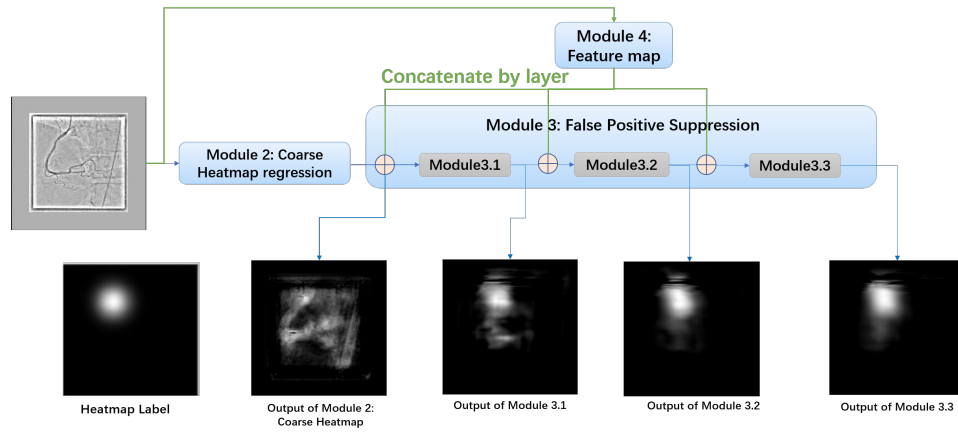 Module 4:
Feature map
Concatenate by layer
Module 3: False Positive Suppression
Module 2: Coarse
Heatmap regression
Module3.1
Module3.2
Module3.3
Heatmap Label
Output of Module 2:
Coarse Heatmap
Output of Module 3.1
Output of Module 3.2
Output of Module 3.3